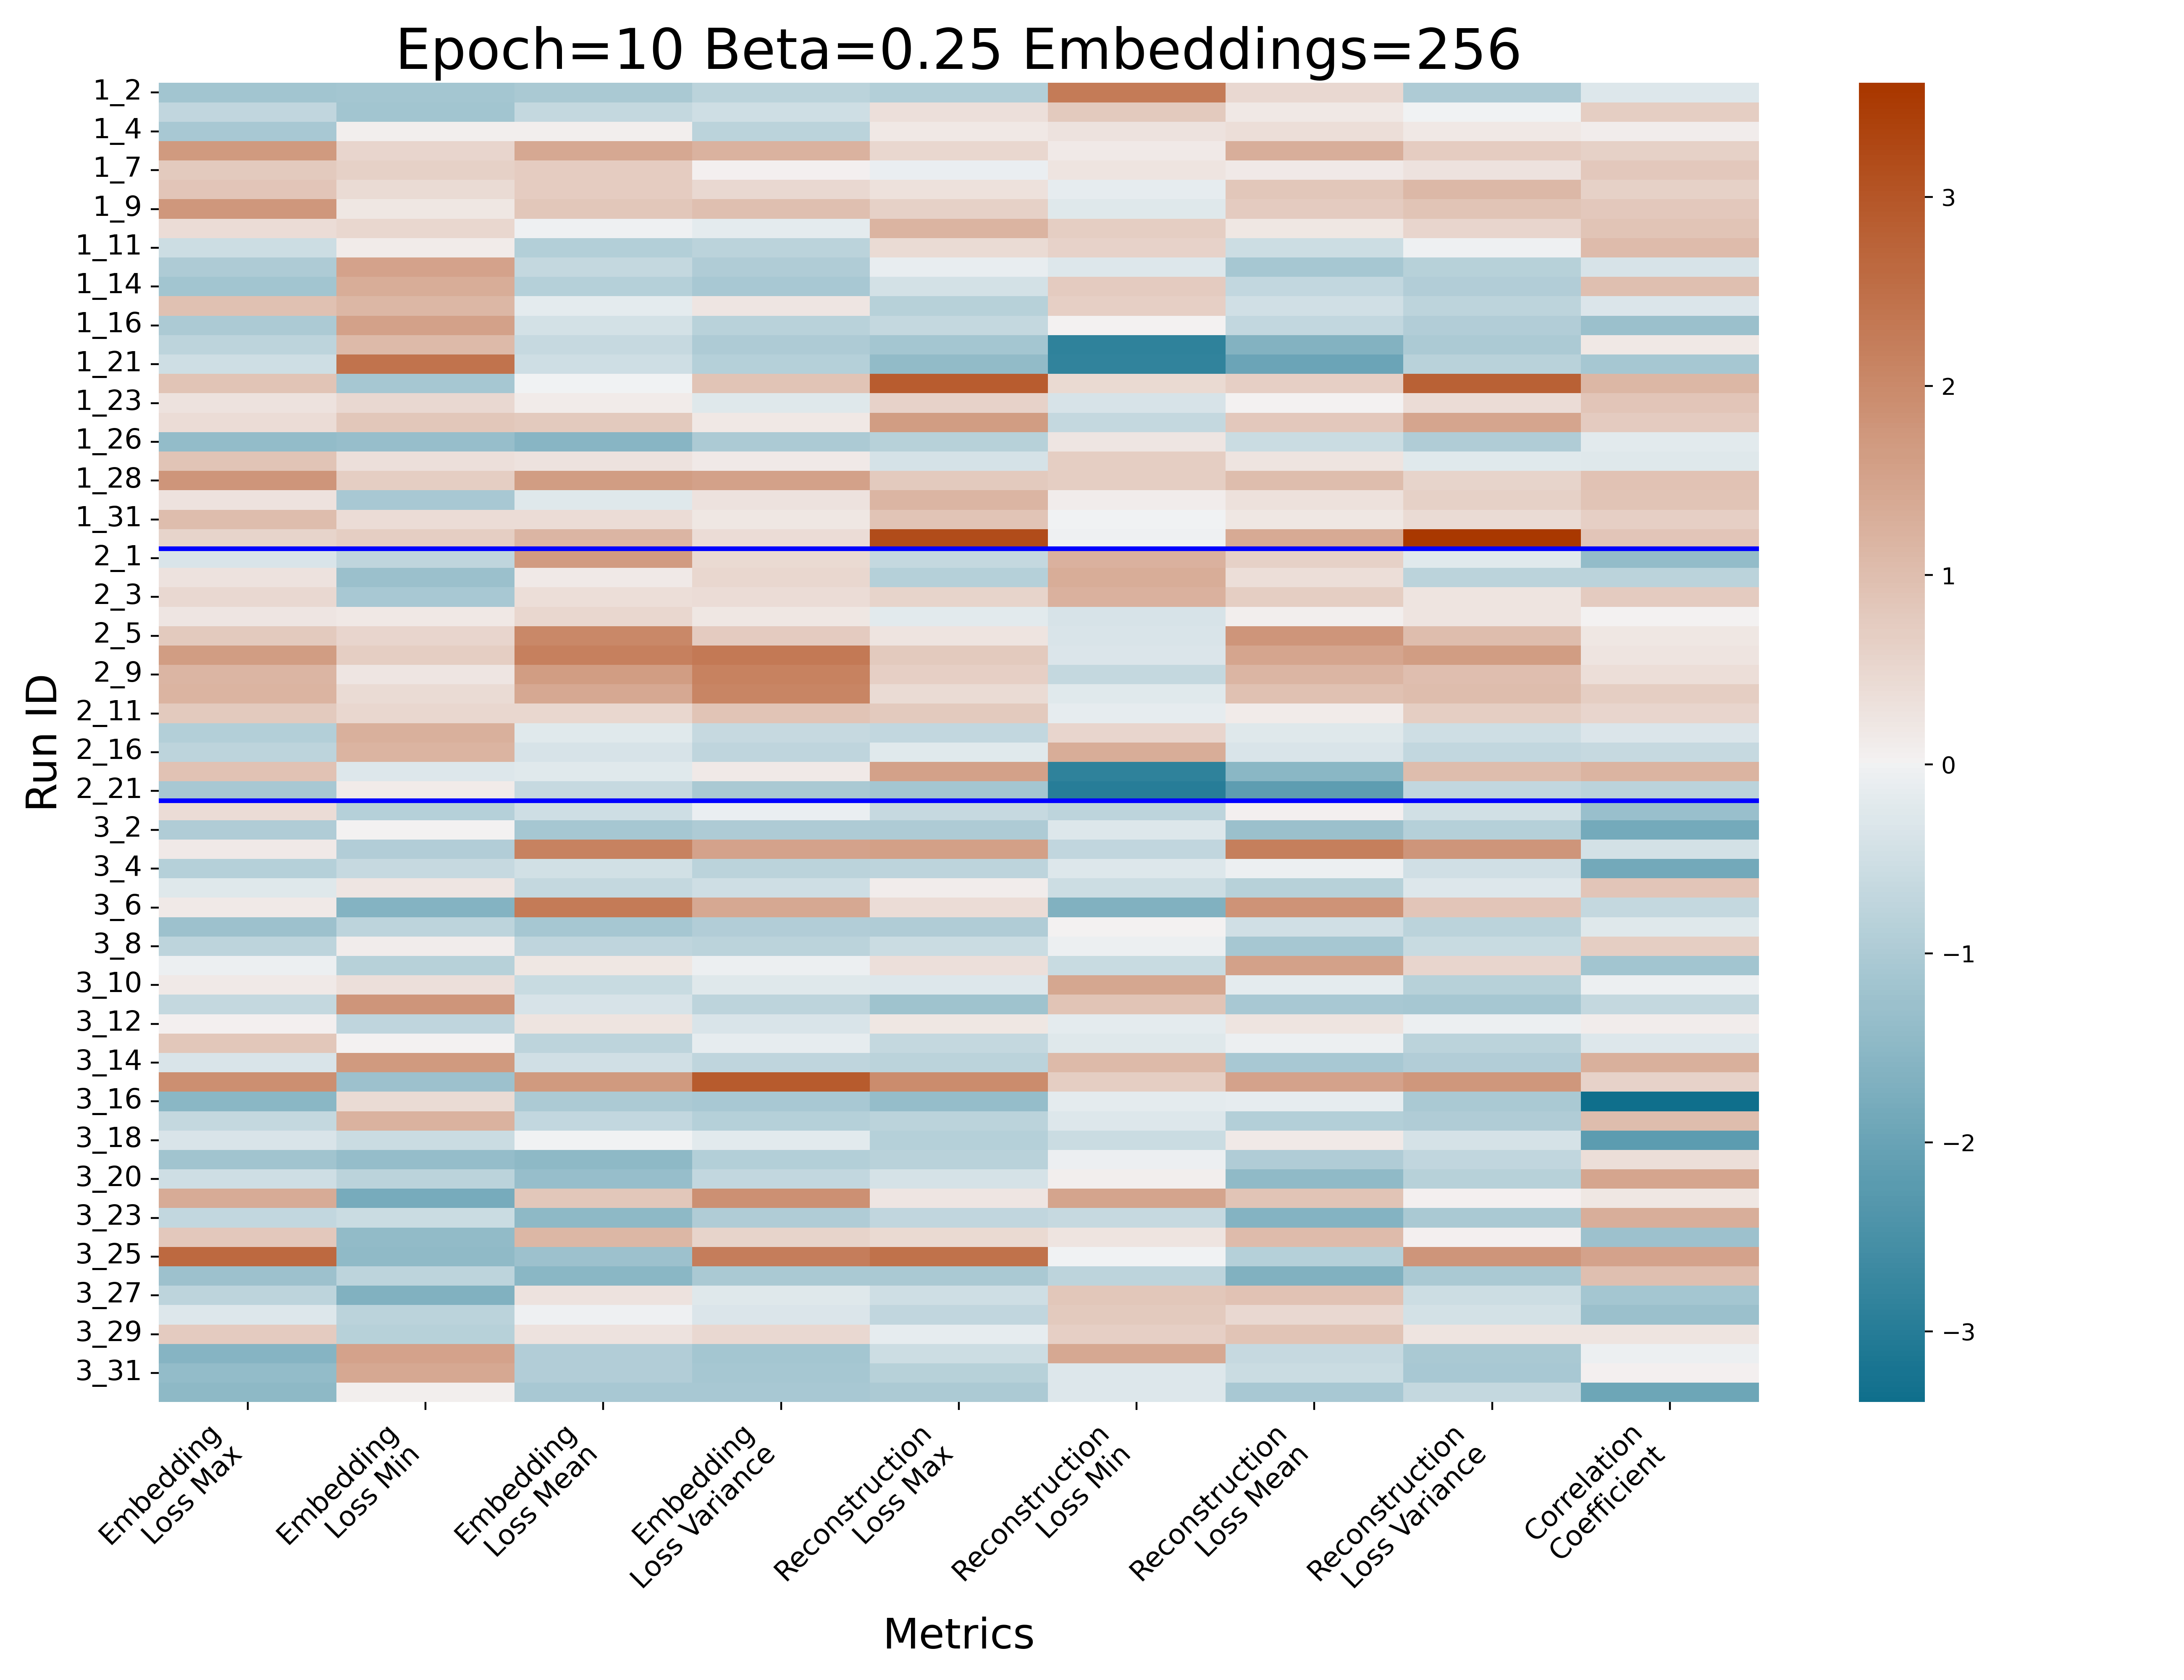 Epoch=10 Beta=0.25 Embeddings=256
Run ID
1_2
1_4
1_7
1_9
1_11
1_14
1_16
1_21
1_23
1_26
1_28
1_31
2_1
2_3
2_5
2_9
2_11
2_16
2_21
3_2
3_4
3_6
3_8
3_10
3_12
3_14
3_16
3_18
3_20
3_23
3_25
3_27
3_29
3_31
3
2
1
0
−1
−2
−3
Embedding
Loss Max
Embedding
Loss Min
Embedding
Loss Mean
Embedding
Loss Variance
Reconstruction
Loss Max
Reconstruction
Loss Min
Reconstruction
Loss Mean
Reconstruction
Loss Variance
Correlation
Coefficient
Metrics